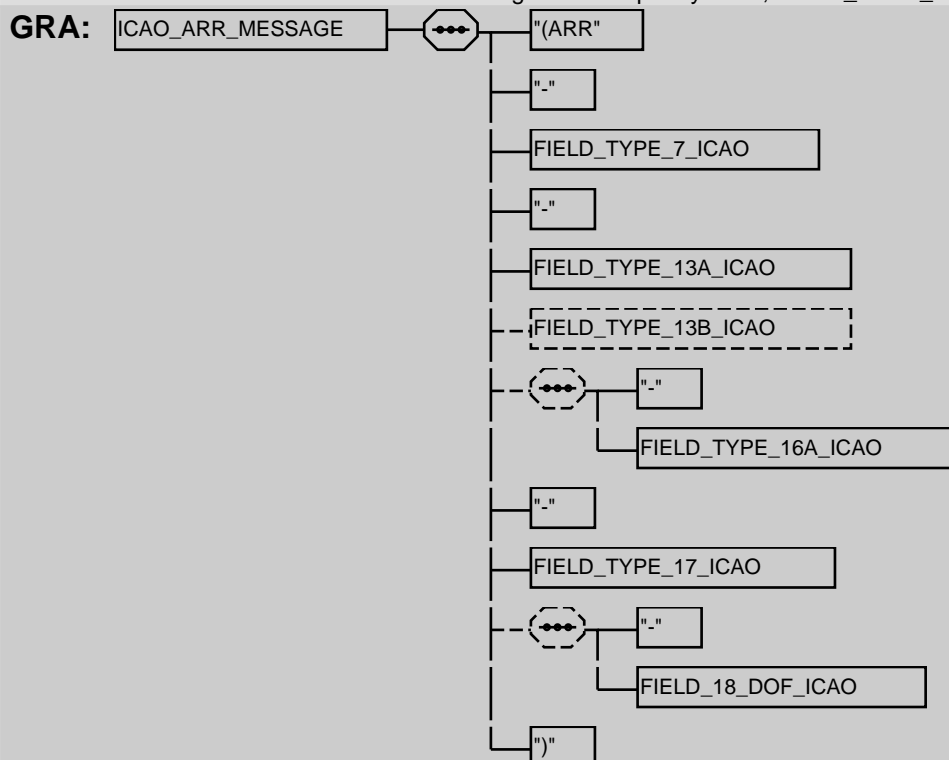 GRA: ICAO_ARR_MESSAGE "(ARR"
"-"
FIELD_TYPE_7_ICAO
"-"
FIELD_TYPE_13A_ICAO
FIELD_TYPE_13B_ICAO
"-"
FIELD_TYPE_16A_ICAO
"-"
FIELD_TYPE_17_ICAO
"-"
FIELD_18_DOF_ICAO
")"